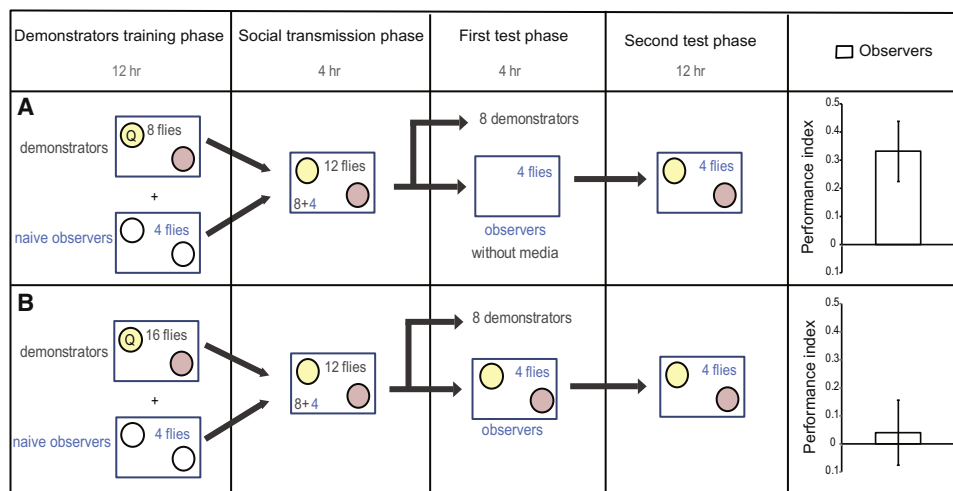 Demonstrators training phase
12 hr
Social transmission phase
4 hr
First test phase
4 hr
Second test phase
12 hr
Observers
A
demonstrators
Q
8 flies
+
naive observers
4 flies
12 flies
8+4
8 demonstrators
4 flies
observers
without media
4 flies
Performance index
0.5
0.4
0.3
0.2
0.1
0
0.1
B
demonstrators
Q
16 flies
+
naive observers
4 flies
12 flies
8+4
8 demonstrators
4 flies
observers
4 flies
Performance index
0.5
0.4
0.3
0.2
0.1
0
0.1